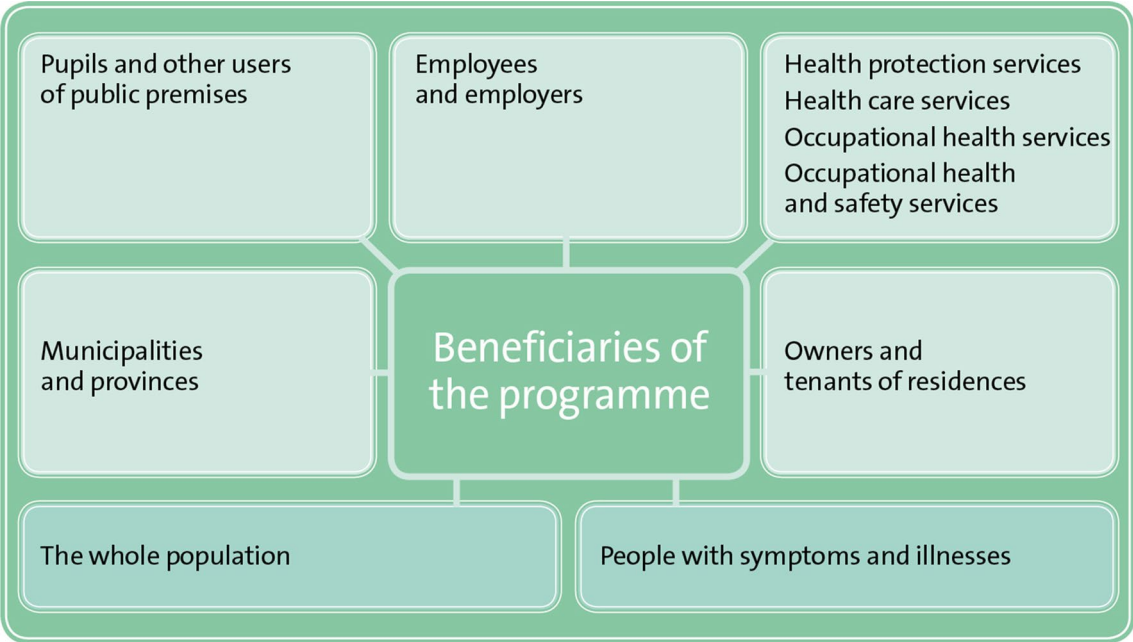 Pupils and other users
of public premises
Employees
and employers
Health protection services
Health care services
Occupational health services
Occupational health
and safety services
Municipalities
and provinces
Beneficiaries of
the programme
Owners and
tenants of residences
The whole population
People with symptoms and illnesses